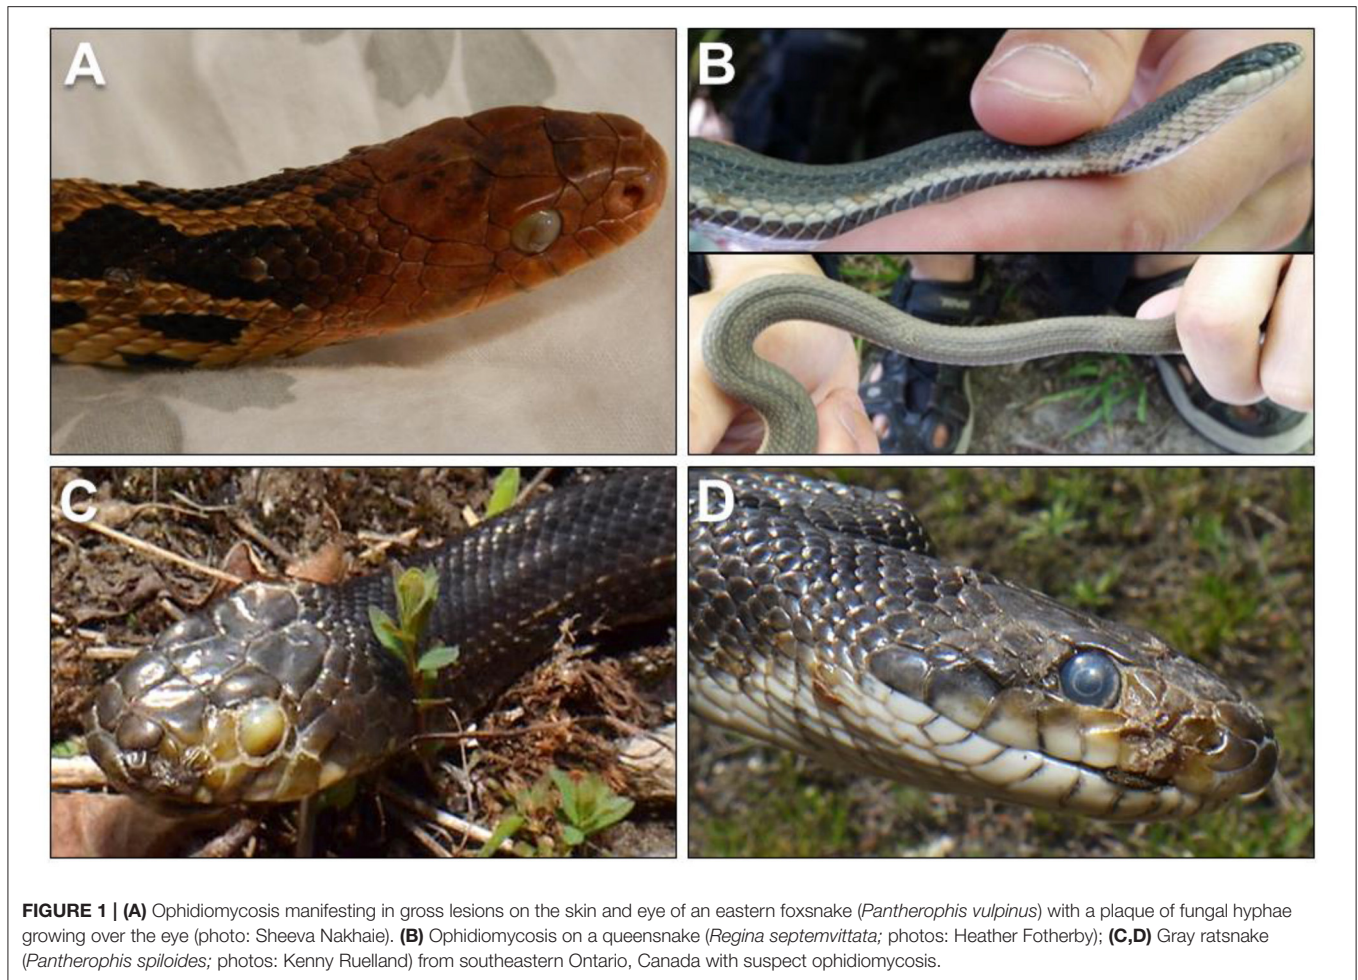 A
B
C
D
FIGURE 1 | (A) Ophidiomycosis manifesting in gross lesions on the skin and eye of an eastern foxsnake (Pantherophis vulpinus) with a plaque of fungal hyphae
growing over the eye (photo: Sheeva Nakhaie). (B) Ophidiomycosis on a queensnake (Regina septemvittata; photos: Heather Fotherby); (C,D) Gray ratsnake
(Pantherophis spiloides; photos: Kenny Ruelland) from southeastern Ontario, Canada with suspect ophidiomycosis.